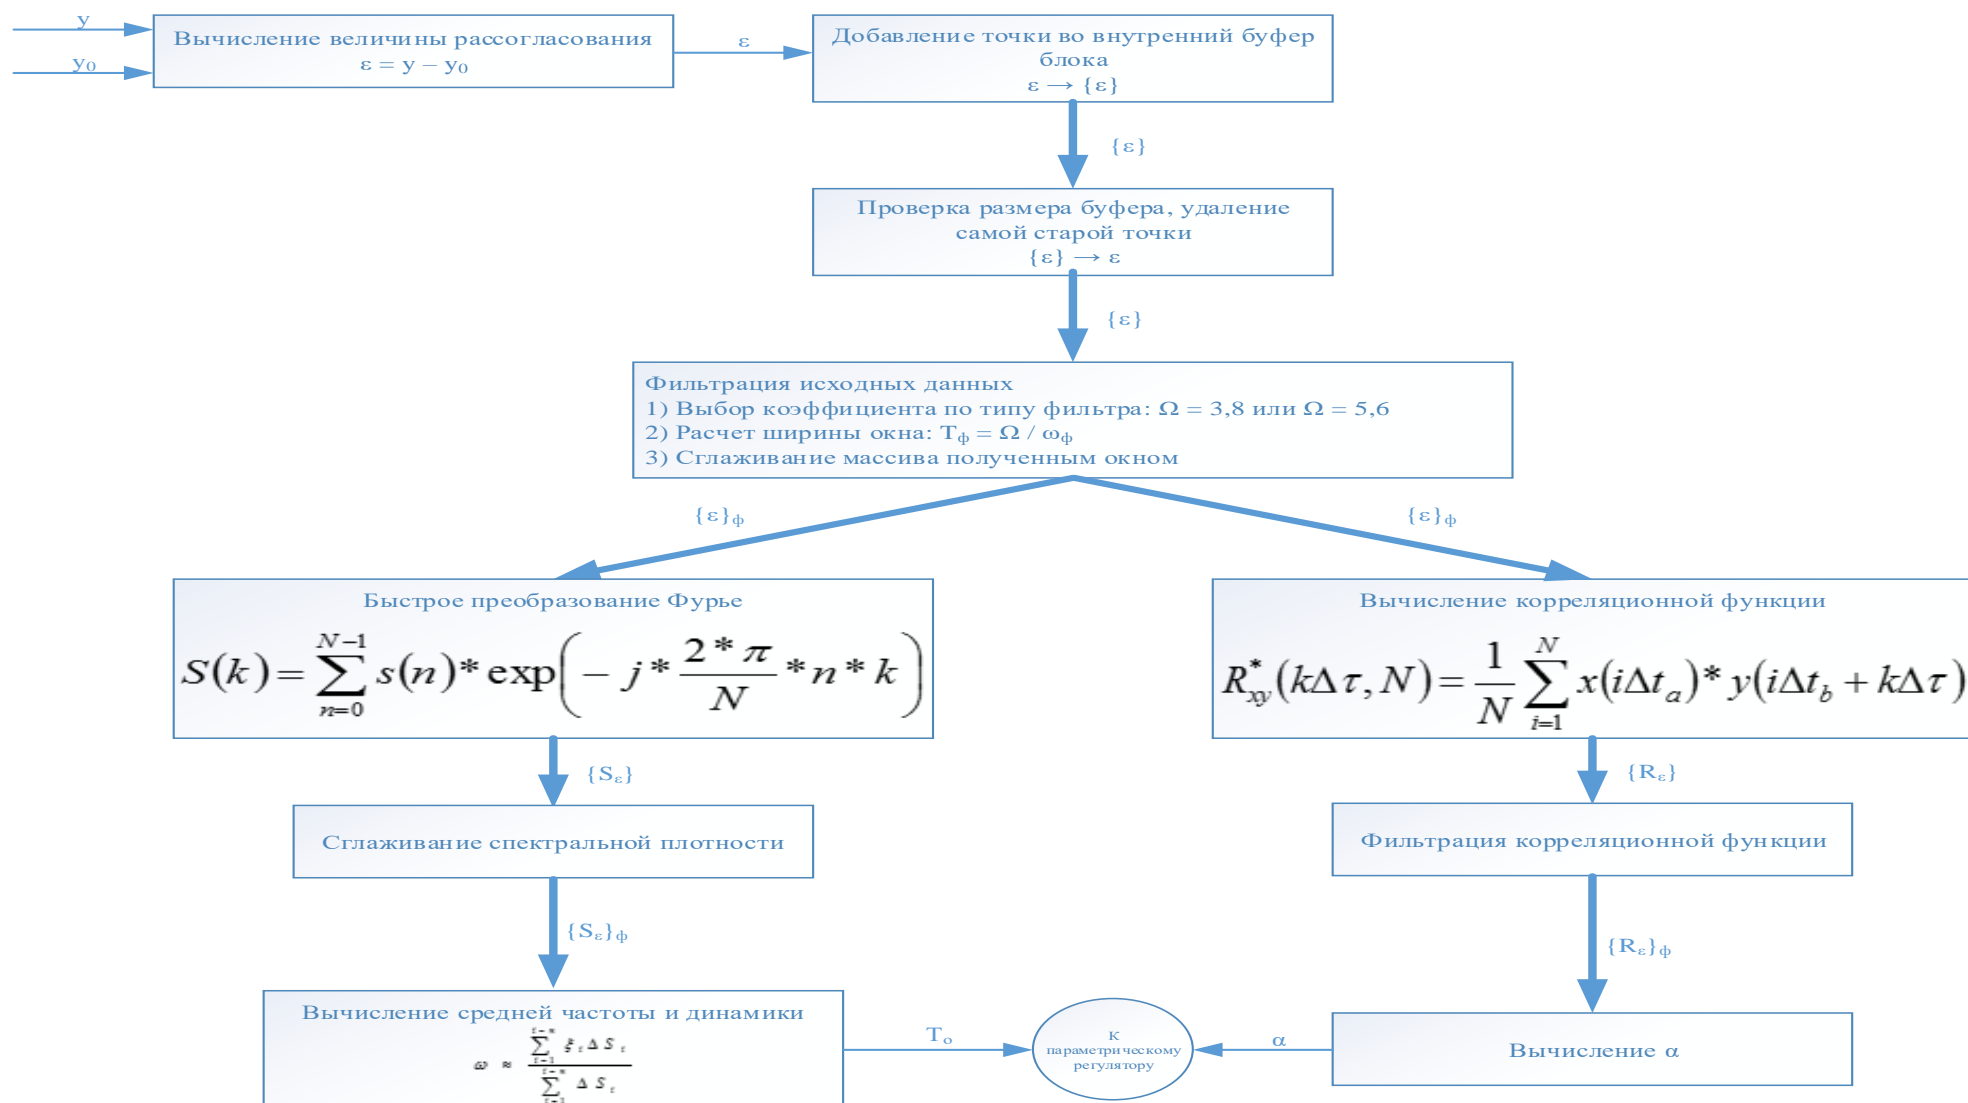 y
y₀
Вычисление величины рассогласования
ε = y – y₀
ε
Добавление точки во внутренний буфер
блока
ε → {ε}
{ε}
Проверка размера буфера, удаление
самой старой точки
{ε} → ε
{ε}
Фильтрация исходных данных
1) Выбор коэффициента по типу фильтра: Ω = 3,8 или Ω = 5,6
2) Расчет ширины окна: Tф = Ω / ωф
3) Сглаживание массива полученным окном
{ε}ф
{ε}ф
Быстрое преобразование Фурье
S(k) = ∑_{n=0}^{N−1} s(n) * exp(− j * (2 * π / N) * n * k)
{Sε}
Сглаживание спектральной плотности
{Sε}ф
Вычисление средней частоты и динамики
ω ≈
Tо
Вычисление корреляционной функции
R*xy(kΔτ, N) = (1 / N) ∑_{i=1}^{N} x(iΔtₐ) * y(iΔt_b + kΔτ)
{Rε}
Фильтрация корреляционной функции
{Rε}ф
Вычисление α
α
К
параметрическому
регулятору